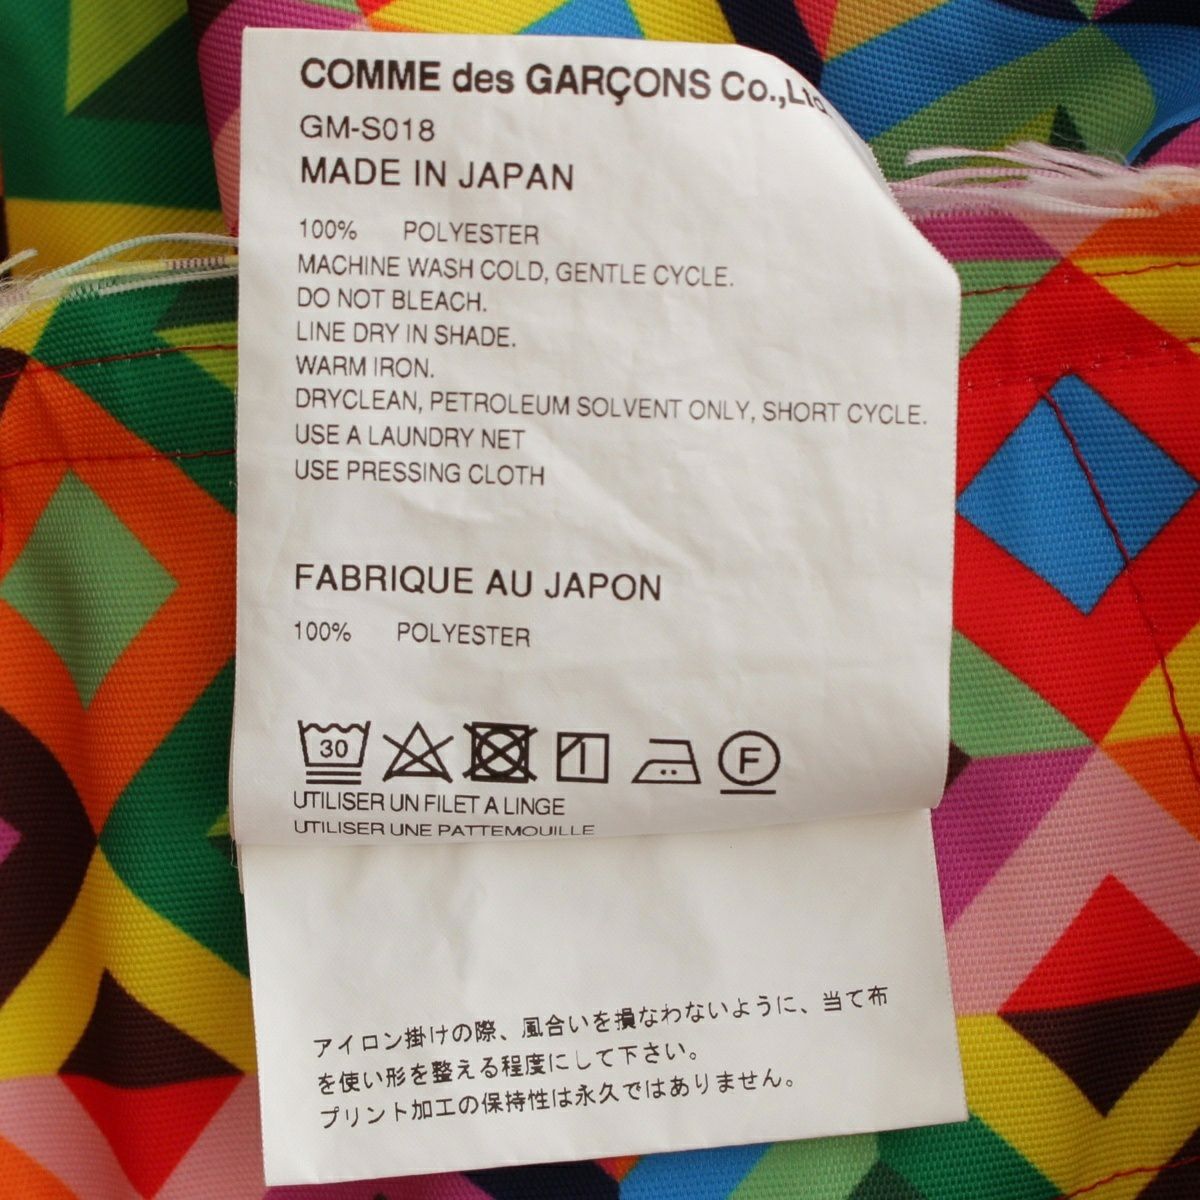 COMME des GARÇONS Co.,Ltd
GM-S018
MADE IN JAPAN
100% POLYESTER
MACHINE WASH COLD, GENTLE CYCLE.
DO NOT BLEACH.
LINE DRY IN SHADE.
WARM IRON.
DRYCLEAN, PETROLEUM SOLVENT ONLY, SHORT CYCLE.
USE A LAUNDRY NET
USE PRESSING CLOTH
FABRIQUE AU JAPON
100% POLYESTER
30 F
UTILISER UN FILET A LINGE
UTILISER UNE PATTEMOUILLE
アイロン掛けの際、風合いを損なわないように、当て布
を使い形を整える程度にして下さい。
プリント加工の保持性は永久ではありません。